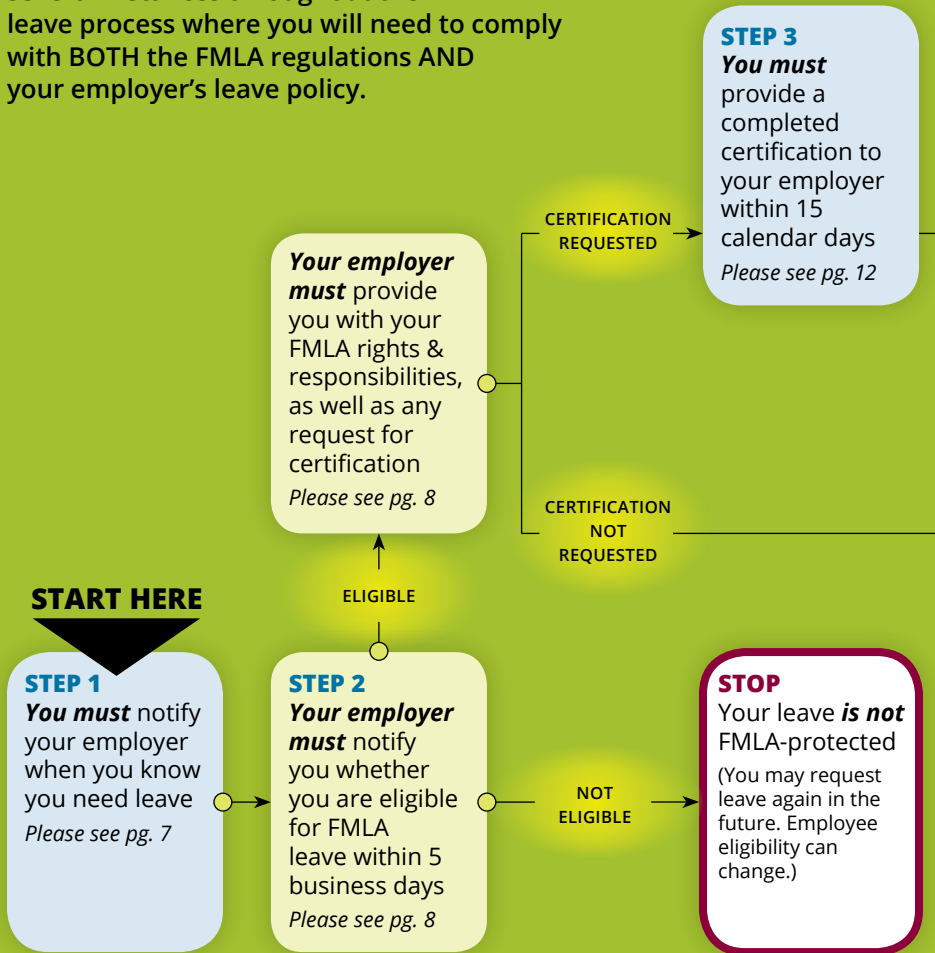 leave process where you will need to comply
with BOTH the FMLA regulations AND
your employer's leave policy.
START HERE
STEP 1
You must notify
your employer
when you know
you need leave
Please see pg. 7
STEP 2
Your employer
must notify
you whether
you are eligible
for FMLA
leave within 5
business days
Please see pg. 8
ELIGIBLE
Your employer
must provide
you with your
FMLA rights &
responsibilities,
as well as any
request for
certification
Please see pg. 8
CERTIFICATION
REQUESTED
STEP 3
You must
provide a
completed
certification to
your employer
within 15
calendar days
Please see pg. 12
CERTIFICATION
NOT
REQUESTED
NOT
ELIGIBLE
STOP
Your leave is not
FMLA-protected
(You may request
leave again in the
future. Employee
eligibility can
change.)